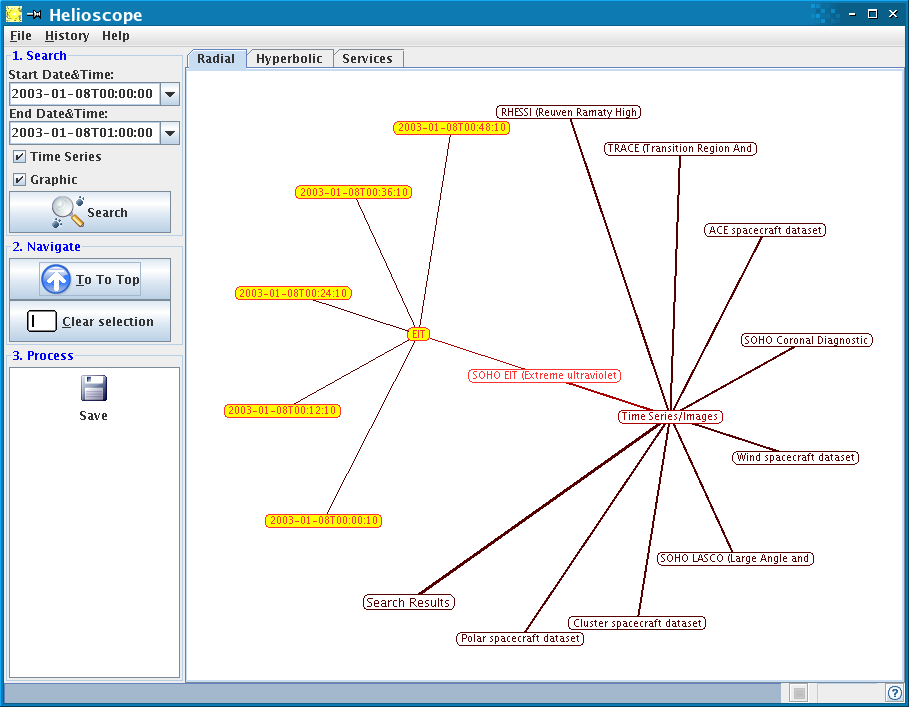 Helioscope
File History Help
1. Search
Start Date&Time:
2003-01-08T00:00:00
End Date&Time:
2003-01-08T01:00:00
Time Series
Graphic
Search
2. Navigate
To To Top
Clear selection
3. Process
Save
Radial Hyperbolic Services
RHESSI (Reuven Ramaty High
2003-01-08T00:48:10
TRACE (Transition Region And
2003-01-08T00:36:10
ACE spacecraft dataset
2003-01-08T00:24:10
EIT
SOHO Coronal Diagnostic
SOHO EIT (Extreme ultraviolet
2003-01-08T00:12:10
Time Series/Images
Wind spacecraft dataset
2003-01-08T00:00:10
SOHO LASCO (Large Angle and
Search Results
Cluster spacecraft dataset
Polar spacecraft dataset
?